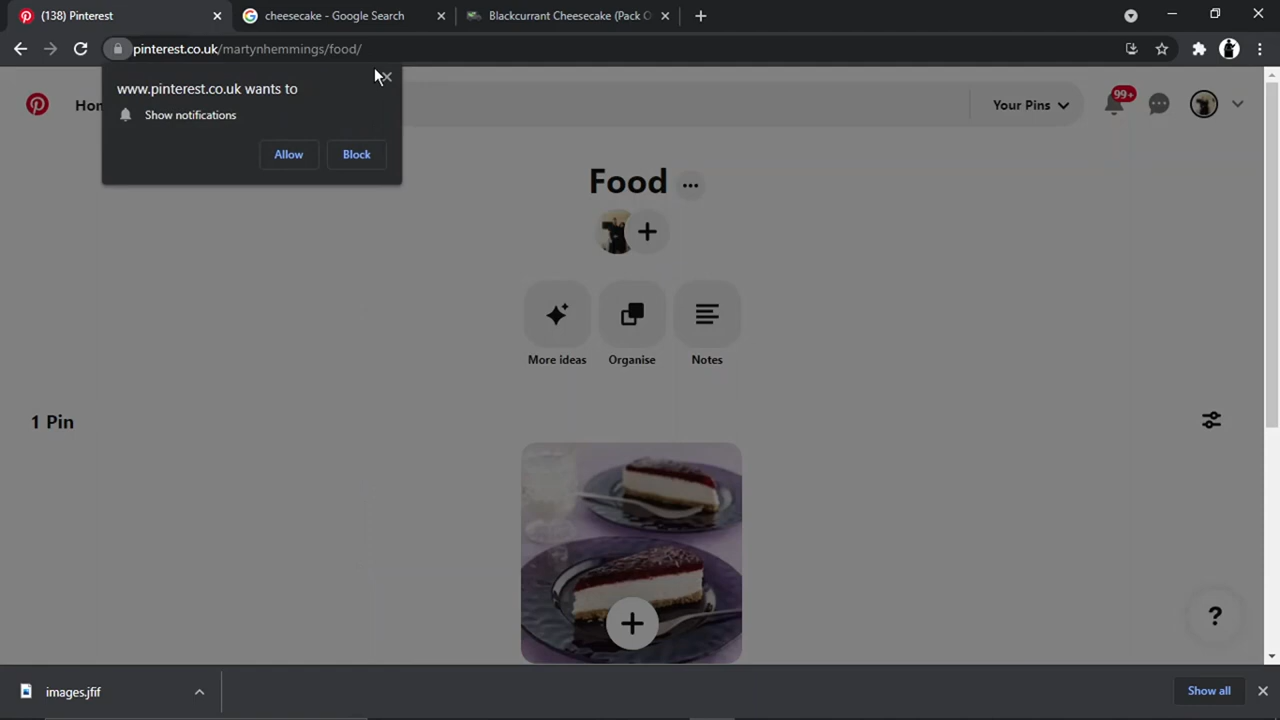 (138) Pinterest
cheesecake - Google Search
Blackcurrant Cheesecake (Pack O
pinterest.co.uk/martynhemmings/food/
www.pinterest.co.uk wants to
Show notifications
Allow
Block
Hom
Your Pins
99+
Food
More ideas
Organise
Notes
1 Pin
?
images.jfif
Show all